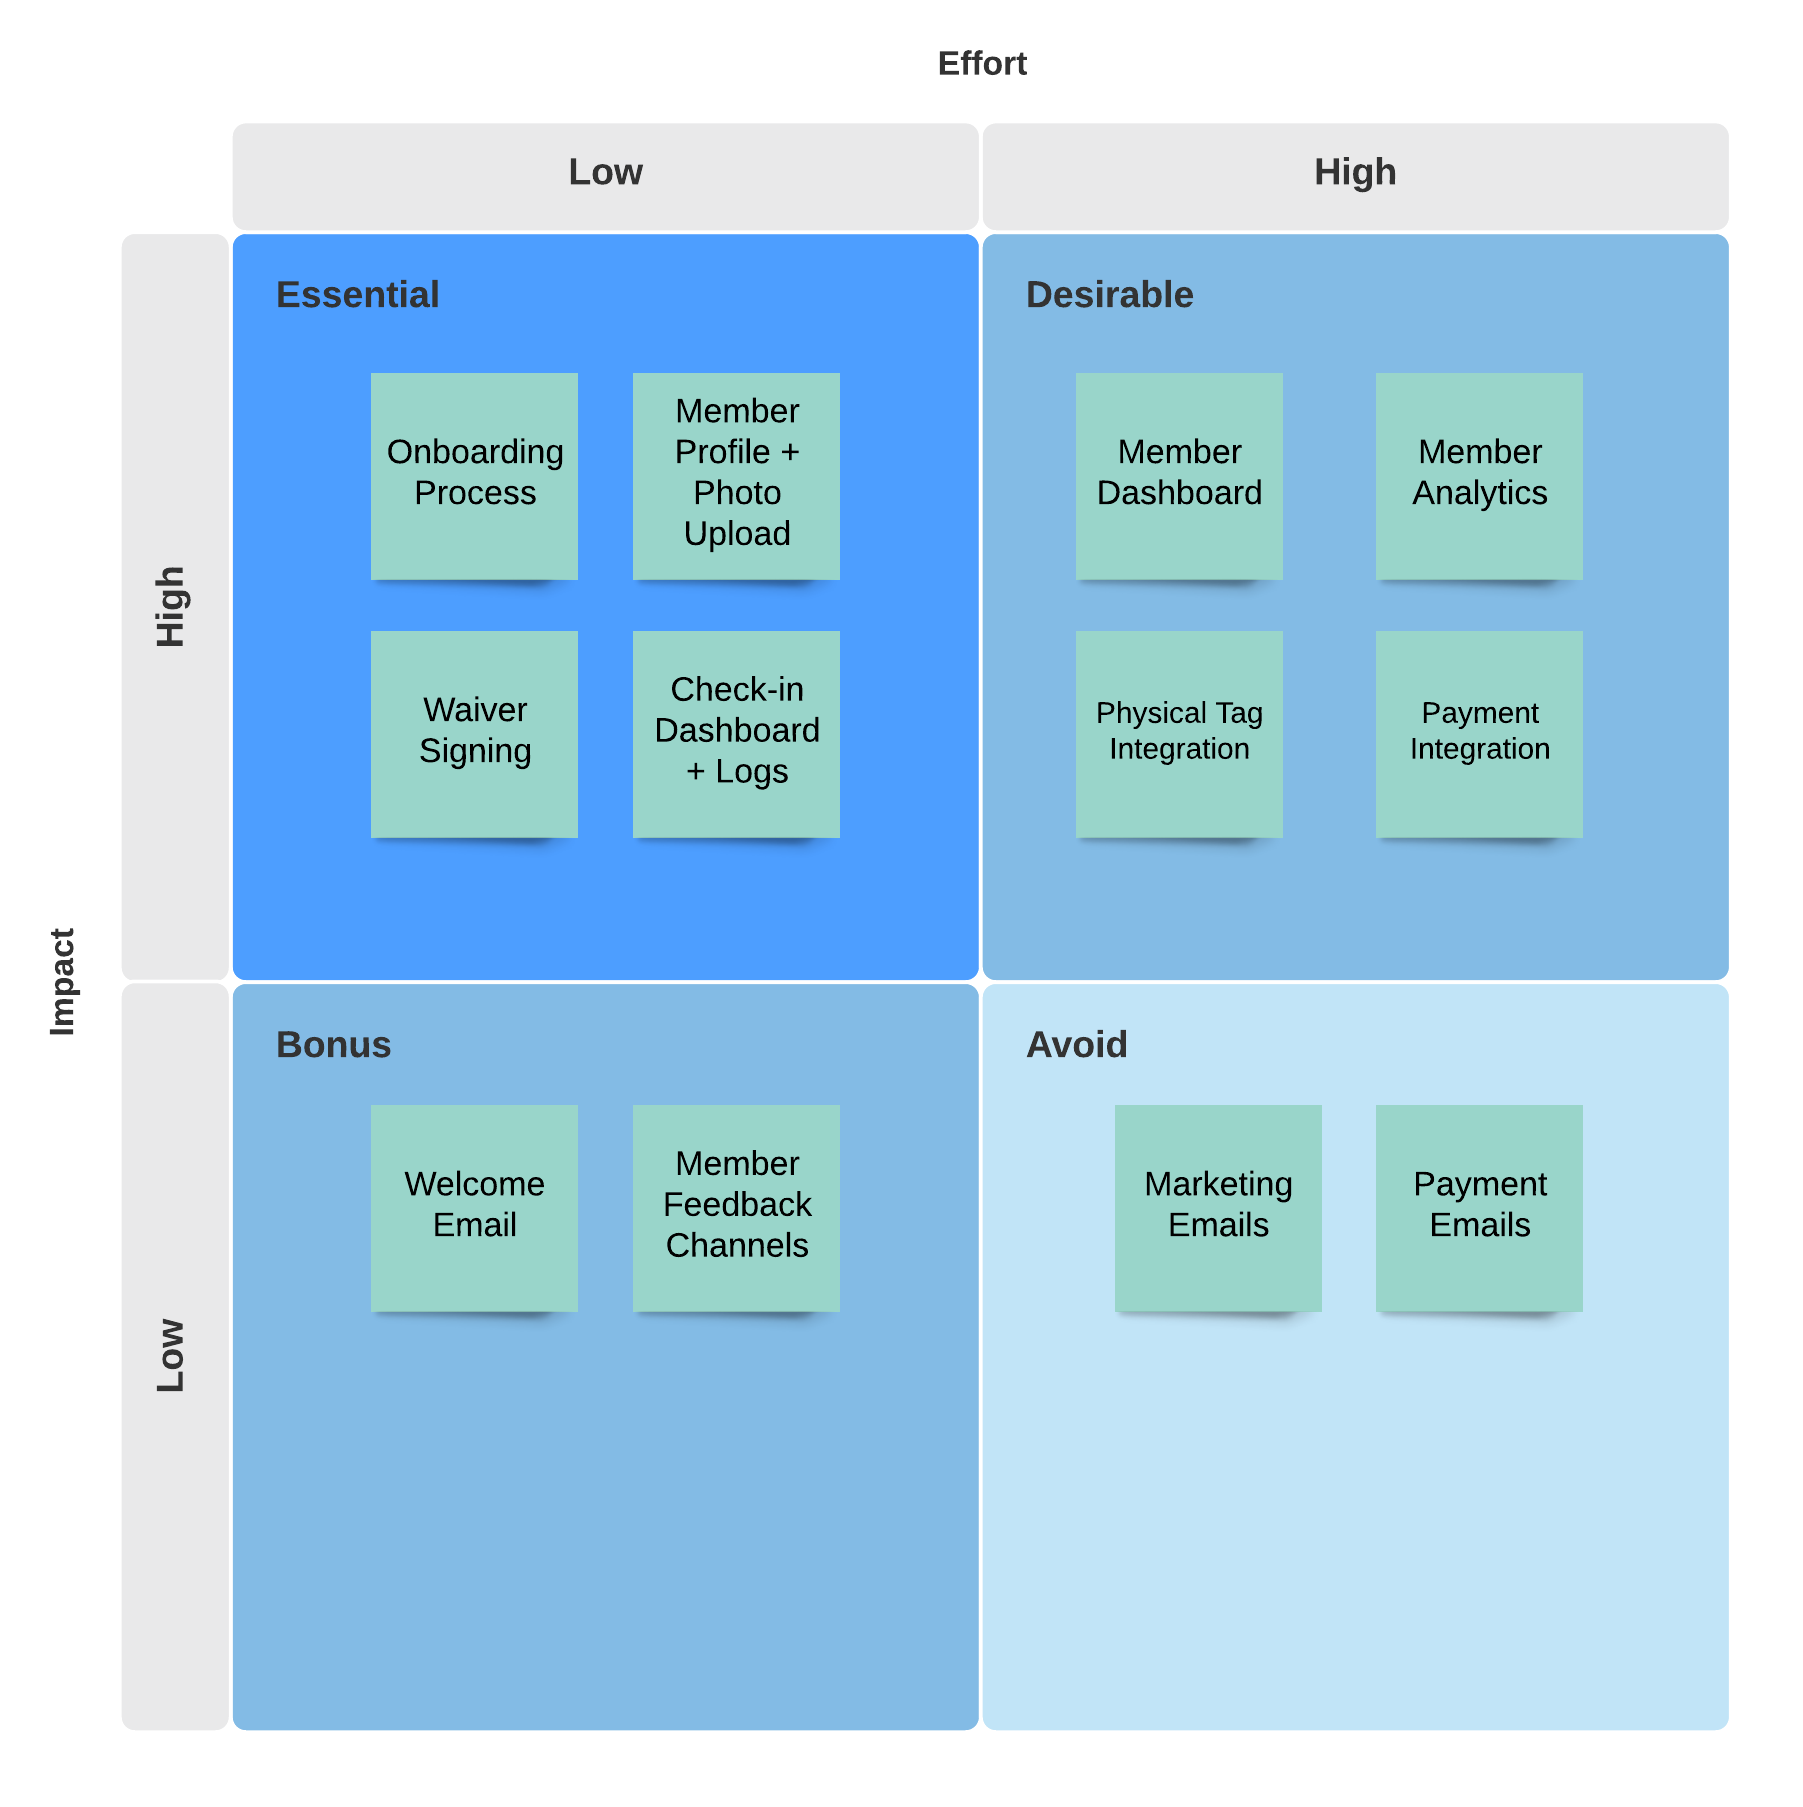 Effort
Low
High
Impact
High
Essential
Onboarding
Process
Member
Profile +
Photo
Upload
Waiver
Signing
Check-in
Dashboard
+ Logs
Desirable
Member
Dashboard
Member
Analytics
Physical Tag
Integration
Payment
Integration
Low
Bonus
Welcome
Email
Member
Feedback
Channels
Avoid
Marketing
Emails
Payment
Emails